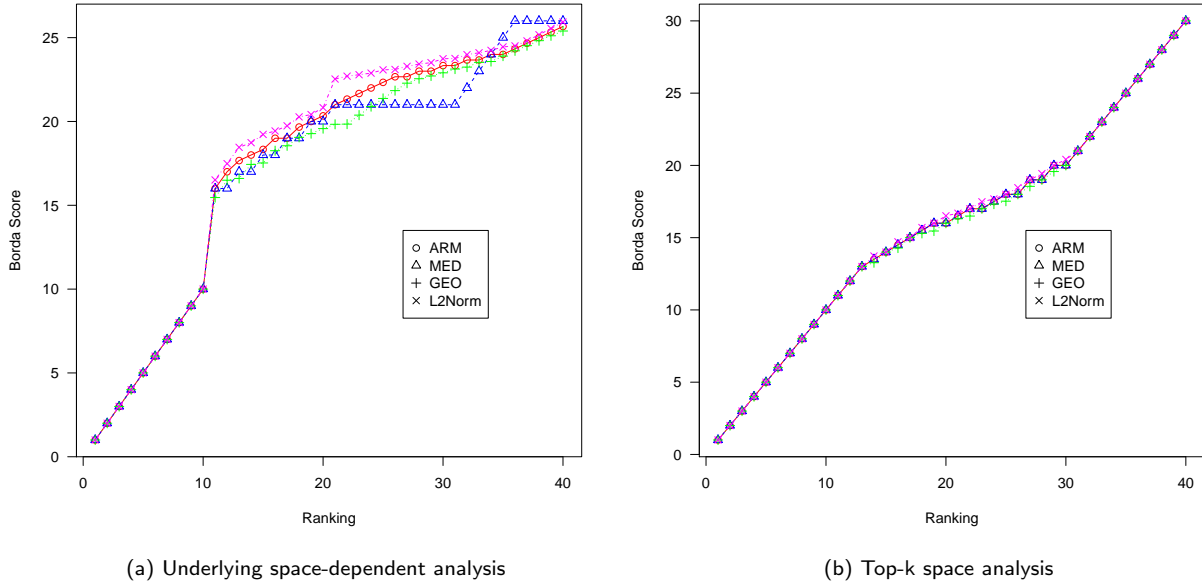 Borda Score
25
20
15
10
5
0
ARM
MED
GEO
L2Norm
0 10 20 30 40
Ranking
(a) Underlying space-dependent analysis
Borda Score
30
25
20
15
10
5
0
ARM
MED
GEO
L2Norm
0 10 20 30 40
Ranking
(b) Top-k space analysis